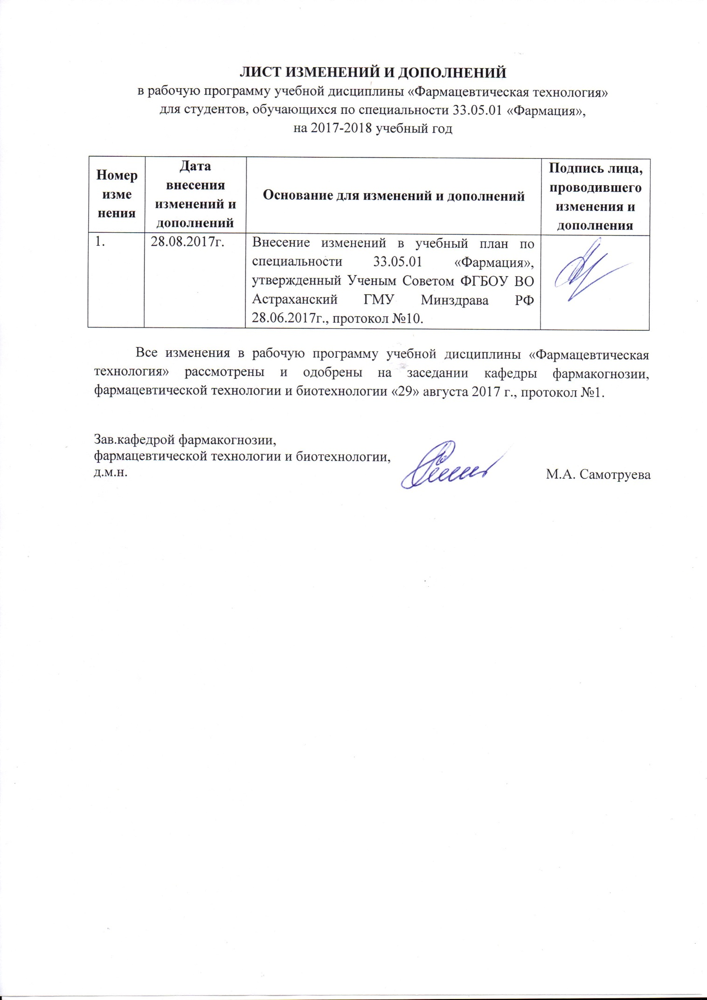 ЛИСТ ИЗМЕНЕНИЙ И ДОПОЛНЕНИЙ
в рабочую программу учебной дисциплины «Фармацевтическая технология»
для студентов, обучающихся по специальности 33.05.01 «Фармация»,
на 2017-2018 учебный год
Номер
изме
нения
Дата
внесения
изменений и
дополнений
Основание для изменений и дополнений
Подпись лица,
проводившего
изменения и
дополнения
1.
28.08.2017г.
Внесение изменений в учебный план по
специальности 33.05.01 «Фармация»,
утвержденный Ученым Советом ФГБОУ ВО
Астраханский ГМУ Минздрава РФ
28.06.2017г., протокол №10.
Все изменения в рабочую программу учебной дисциплины «Фармацевтическая
технология» рассмотрены и одобрены на заседании кафедры фармакогнозии,
фармацевтической технологии и биотехнологии «29» августа 2017 г., протокол №1.
Зав.кафедрой фармакогнозии,
фармацевтической технологии и биотехнологии,
д.м.н.
М.А. Самотруева